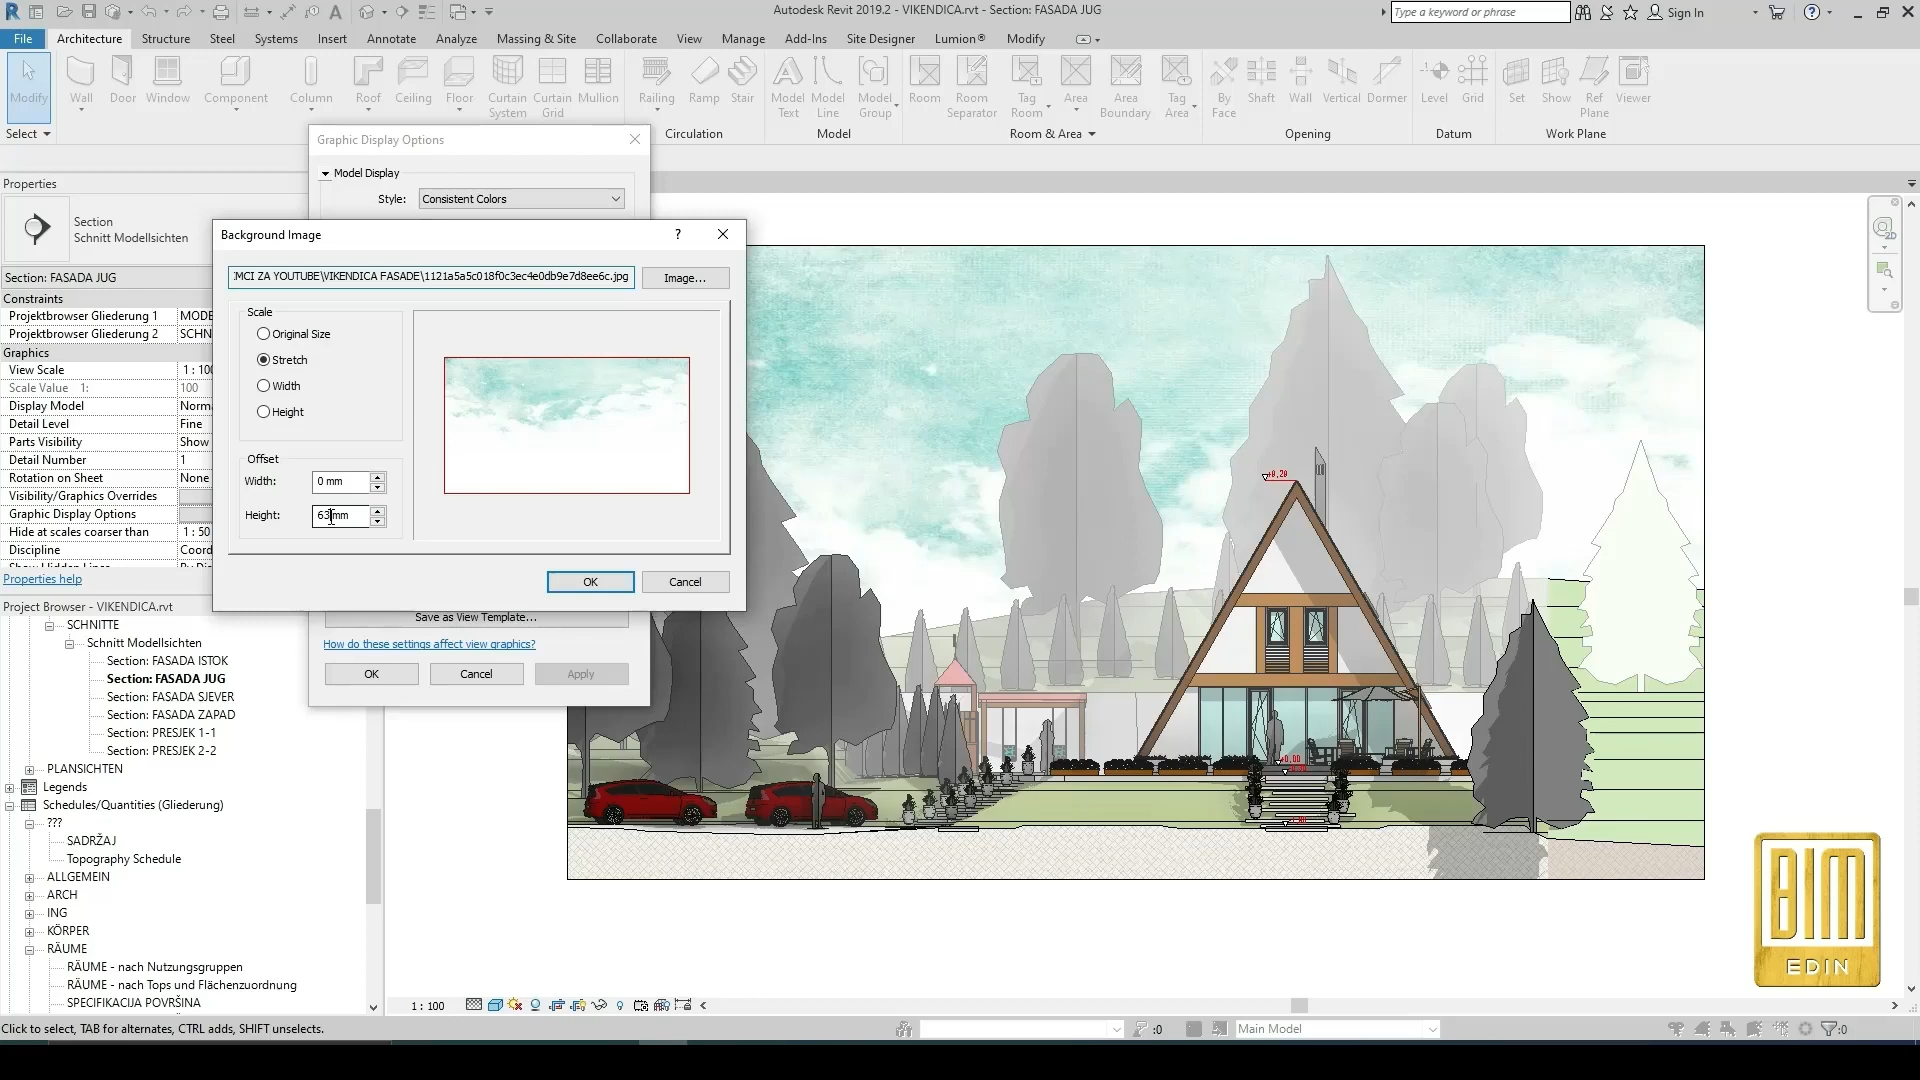 Autodesk Revit 2019.2 - VIKENDICA.rvt - Section: FASADA JUG
Type a keyword or phrase
Sign In
File Architecture Structure Steel Systems Insert Annotate Analyze Massing & Site Collaborate View Manage Add-Ins Site Designer Lumion® Modify
Modify Wall Door Window Component Column Roof Ceiling Floor Curtain System Curtain Grid Mullion Railing Ramp Stair Model Text Model Line Model Group Room Room Separator Tag Room Area Area Boundary Tag Area By Face Shaft Wall Vertical Dormer Level Grid Set Show Ref Plane Viewer
Select Circulation Model Room & Area Opening Datum Work Plane
Graphic Display Options
Model Display
Style: Consistent Colors
Properties
Section
Schnitt Modellsichten
Section: FASADA JUG
Constraints
Projektbrowser Gliederung 1 MODE
Projektbrowser Gliederung 2 SCHN
Graphics
View Scale 1 : 100
Scale Value 1: 100
Display Model Norma
Detail Level Fine
Parts Visibility Show
Detail Number 1
Rotation on Sheet None
Visibility/Graphics Overrides
Graphic Display Options
Hide at scales coarser than 1 : 50
Discipline Coord
Properties help
Background Image
?
MCI ZA YOUTUBE\VIKENDICA FASADE\1121a5a5c018f0c3ec4e0db9e7d8ee6c.jpg
Image...
Scale
Original Size
Stretch
Width
Height
Offset
Width: 0 mm
Height: 63 mm
OK Cancel
Save as View Template...
How do these settings affect view graphics?
OK Cancel Apply
Project Browser - VIKENDICA.rvt
SCHNITTE
Schnitt Modellsichten
Section: FASADA ISTOK
Section: FASADA JUG
Section: FASADA SJEVER
Section: FASADA ZAPAD
Section: PRESJEK 1-1
Section: PRESJEK 2-2
PLANSICHTEN
Legends
Schedules/Quantities (Gliederung)
???
SADRŽAJ
Topography Schedule
ALLGEMEIN
ARCH
ING
KÖRPER
RÄUME
RÄUME - nach Nutzungsgruppen
RÄUME - nach Tops und Flächenzuordnung
SPECIFIKACIJA POVRŠINA
2D
BIM
EDIN
1 : 100
Click to select, TAB for alternates, CTRL adds, SHIFT unselects.
:0
Main Model
:0